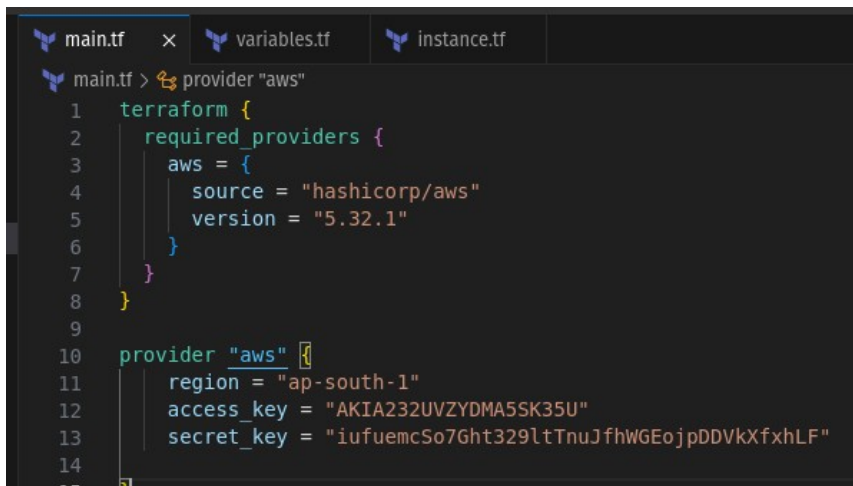 main.tf × variables.tf instance.tf
main.tf > provider "aws"
1 terraform {
2 required_providers {
3 aws = {
4 source = "hashicorp/aws"
5 version = "5.32.1"
6 }
7 }
8 }
9
10 provider "aws" {
11 region = "ap-south-1"
12 access_key = "AKIA232UVZYDMA5SK35U"
13 secret_key = "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"
14
15 }